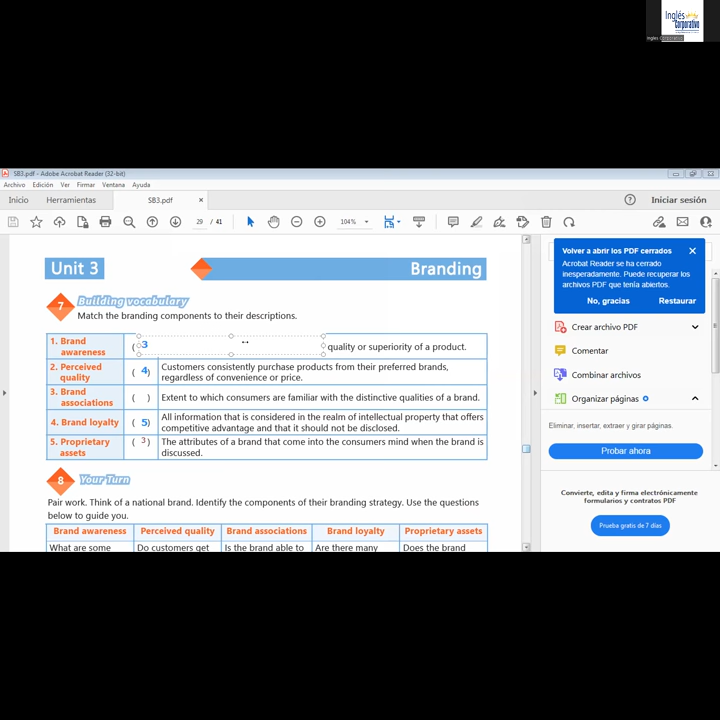 Inglés
Corporativo
Inglés Corporativo
SB3.pdf - Adobe Acrobat Reader (32-bit)
Archivo Edición Ver Firmar Ventana Ayuda
Inicio Herramientas SB3.pdf × Iniciar sesión
29 / 41 104%
Unit 3 Branding
7 Building vocabulary
Match the branding components to their descriptions.
1. Brand awareness ( 3 quality or superiority of a product.
2. Perceived quality ( 4) Customers consistently purchase products from their preferred brands, regardless of convenience or price.
3. Brand associations ( ) Extent to which consumers are familiar with the distinctive qualities of a brand.
4. Brand loyalty ( 5) All information that is considered in the realm of intellectual property that offers competitive advantage and that it should not be disclosed.
5. Proprietary assets ( 3 ) The attributes of a brand that come into the consumers mind when the brand is discussed.
8 Your Turn
Pair work. Think of a national brand. Identify the components of their branding strategy. Use the questions
below to guide you.
Brand awareness Perceived quality Brand associations Brand loyalty Proprietary assets
What are some Do customers get Is the brand able to Are there many Does the brand
Volver a abrir los PDF cerrados
Acrobat Reader se ha cerrado
inesperadamente. Puede recuperar los
archivos PDF que tenía abiertos.
No, gracias Restaurar
Crear archivo PDF
Comentar
Combinar archivos
Organizar páginas
Eliminar, insertar, extraer y girar páginas.
Probar ahora
Convierte, edita y firma electrónicamente
formularios y contratos PDF
Prueba gratis de 7 días